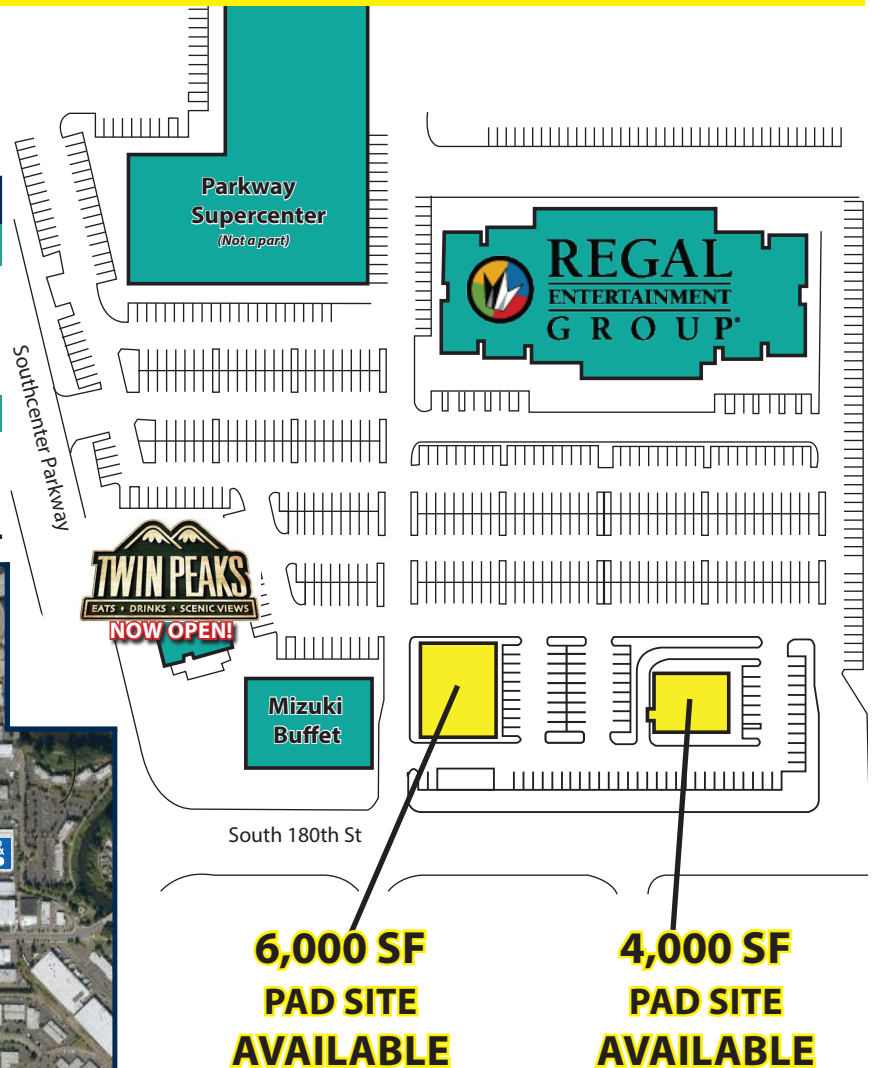 Parkway
Supercenter
(Not a part)
REGAL
ENTERTAINMENT
GROUP
Southcenter Parkway
TWIN PEAKS
EATS • DRINKS • SCENIC VIEWS
NOW OPEN!
Mizuki
Buffet
South 180th St
6,000 SF
PAD SITE
AVAILABLE
4,000 SF
PAD SITE
AVAILABLE